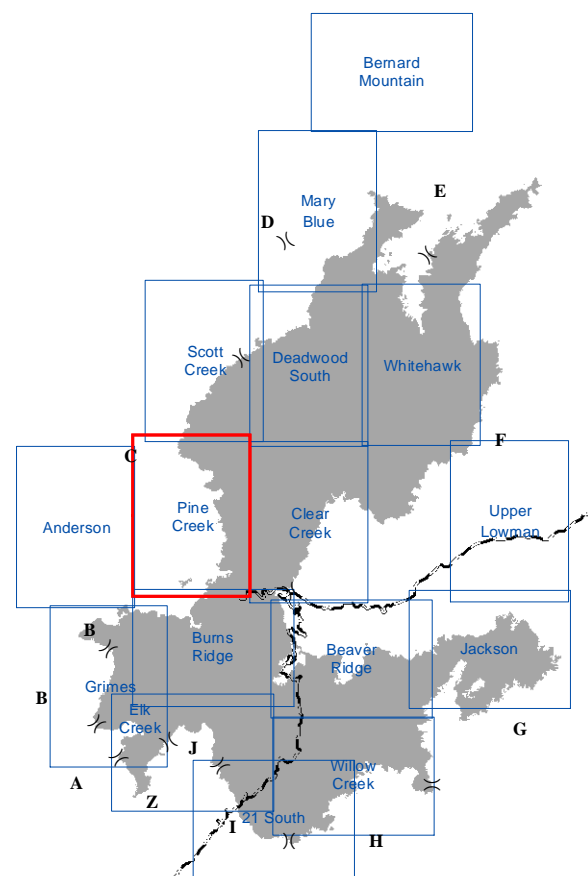 Bernard
Mountain
E
Mary
Blue
D
Scott
Creek
Deadwood
South
Whitehawk
F
C
Pine
Creek
Anderson
Clear
Creek
Upper
Lowman
B
Burns
Ridge
Beaver
Ridge
Jackson
B
Grimes
Elk
Creek
G
J
A
Z
Willow
Creek
I
21 South
H